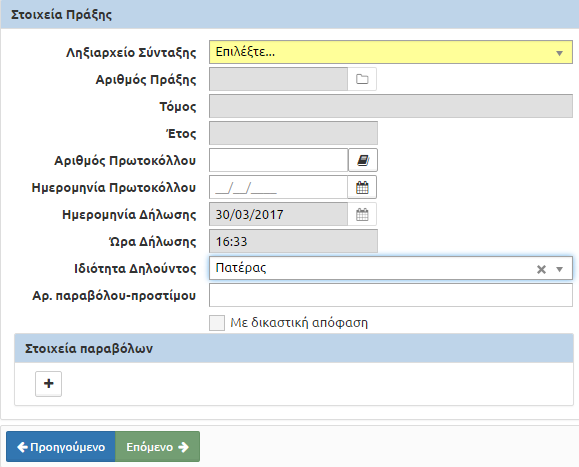 Στοιχεία Πράξης
Ληξιαρχείο Σύνταξης Επιλέξτε...
Αριθμός Πράξης
Τόμος
Έτος
Αριθμός Πρωτοκόλλου
Ημερομηνία Πρωτοκόλλου __/__/____
Ημερομηνία Δήλωσης 30/03/2017
Ώρα Δήλωσης 16:33
Ιδιότητα Δηλούντος Πατέρας
Αρ. παραβόλου-προστίμου
Με δικαστική απόφαση
Στοιχεία παραβόλων
Προηγούμενο Επόμενο